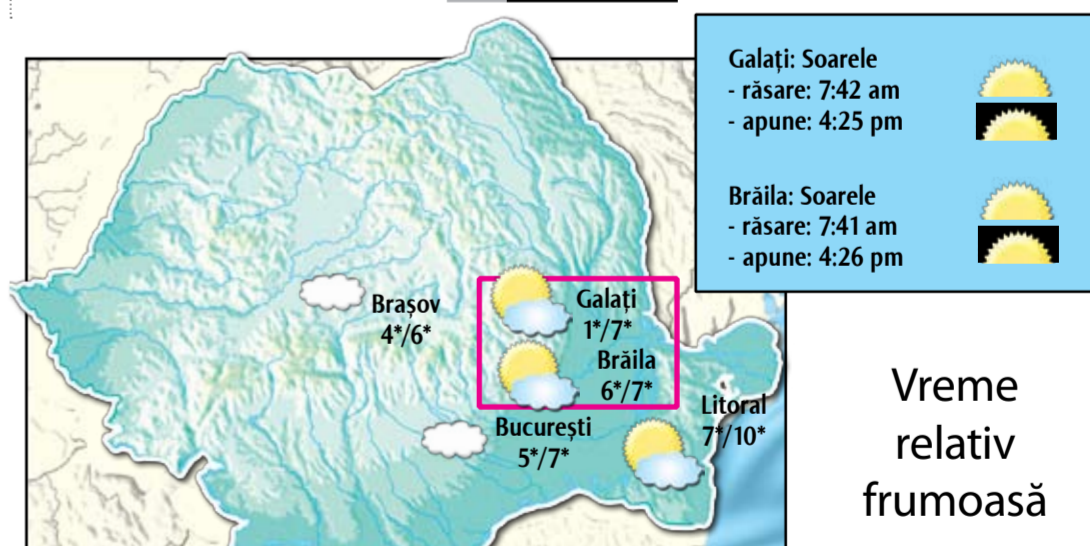 Galați: Soarele
- răsare: 7:42 am
- apune: 4:25 pm
Brăila: Soarele
- răsare: 7:41 am
- apune: 4:26 pm
Brașov
4*/6*
Galați
1*/7*
Brăila
6*/7*
București
5*/7*
Litoral
7*/10*
Vreme
relativ
frumoasă